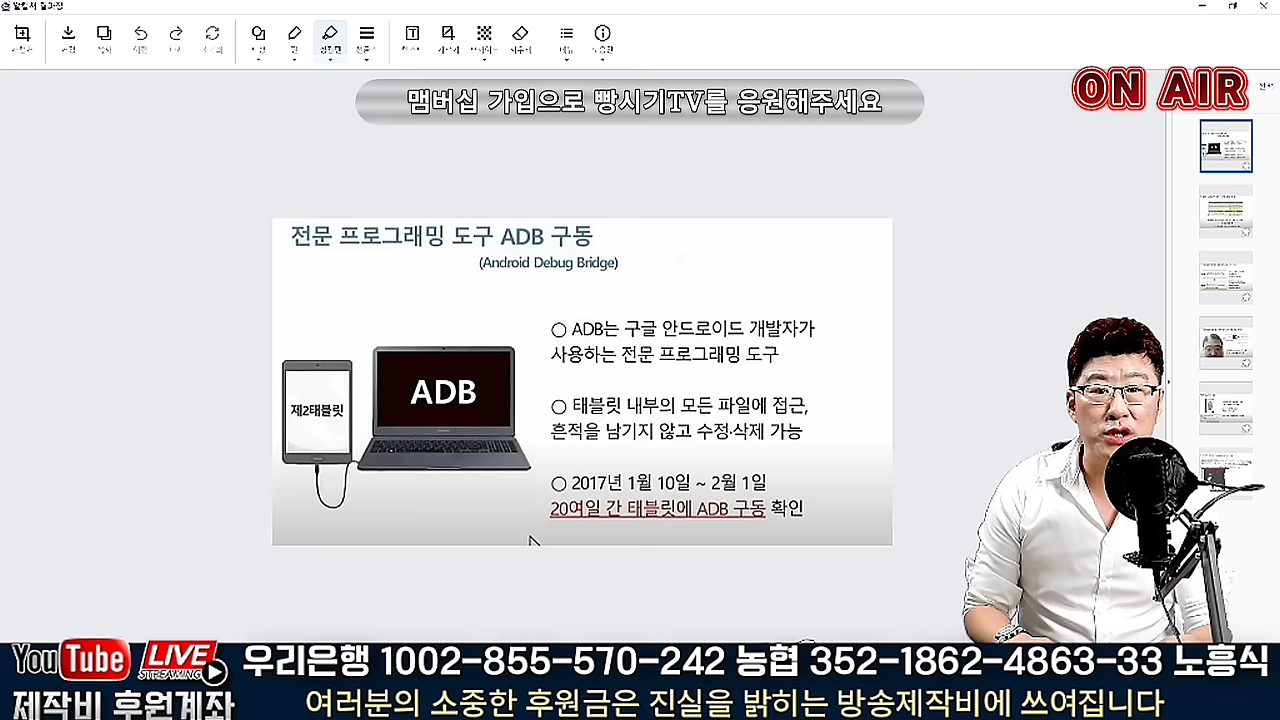 맴버십 가입으로 빵시기TV를 응원해주세요
ON AIR
전문 프로그래밍 도구 ADB 구동
(Android Debug Bridge)
제2태블릿
ADB
○ ADB는 구글 안드로이드 개발자가
사용하는 전문 프로그래밍 도구
○ 태블릿 내부의 모든 파일에 접근,
흔적을 남기지 않고 수정·삭제 가능
○ 2017년 1월 10일 ~ 2월 1일
20여일 간 태블릿에 ADB 구동 확인
YouTube LIVE STREAMING
우리은행 1002-855-570-242 농협 352-1862-4863-33 노흥식
제작비 후원계좌
여러분의 소중한 후원금은 진실을 밝히는 방송제작비에 쓰여집니다